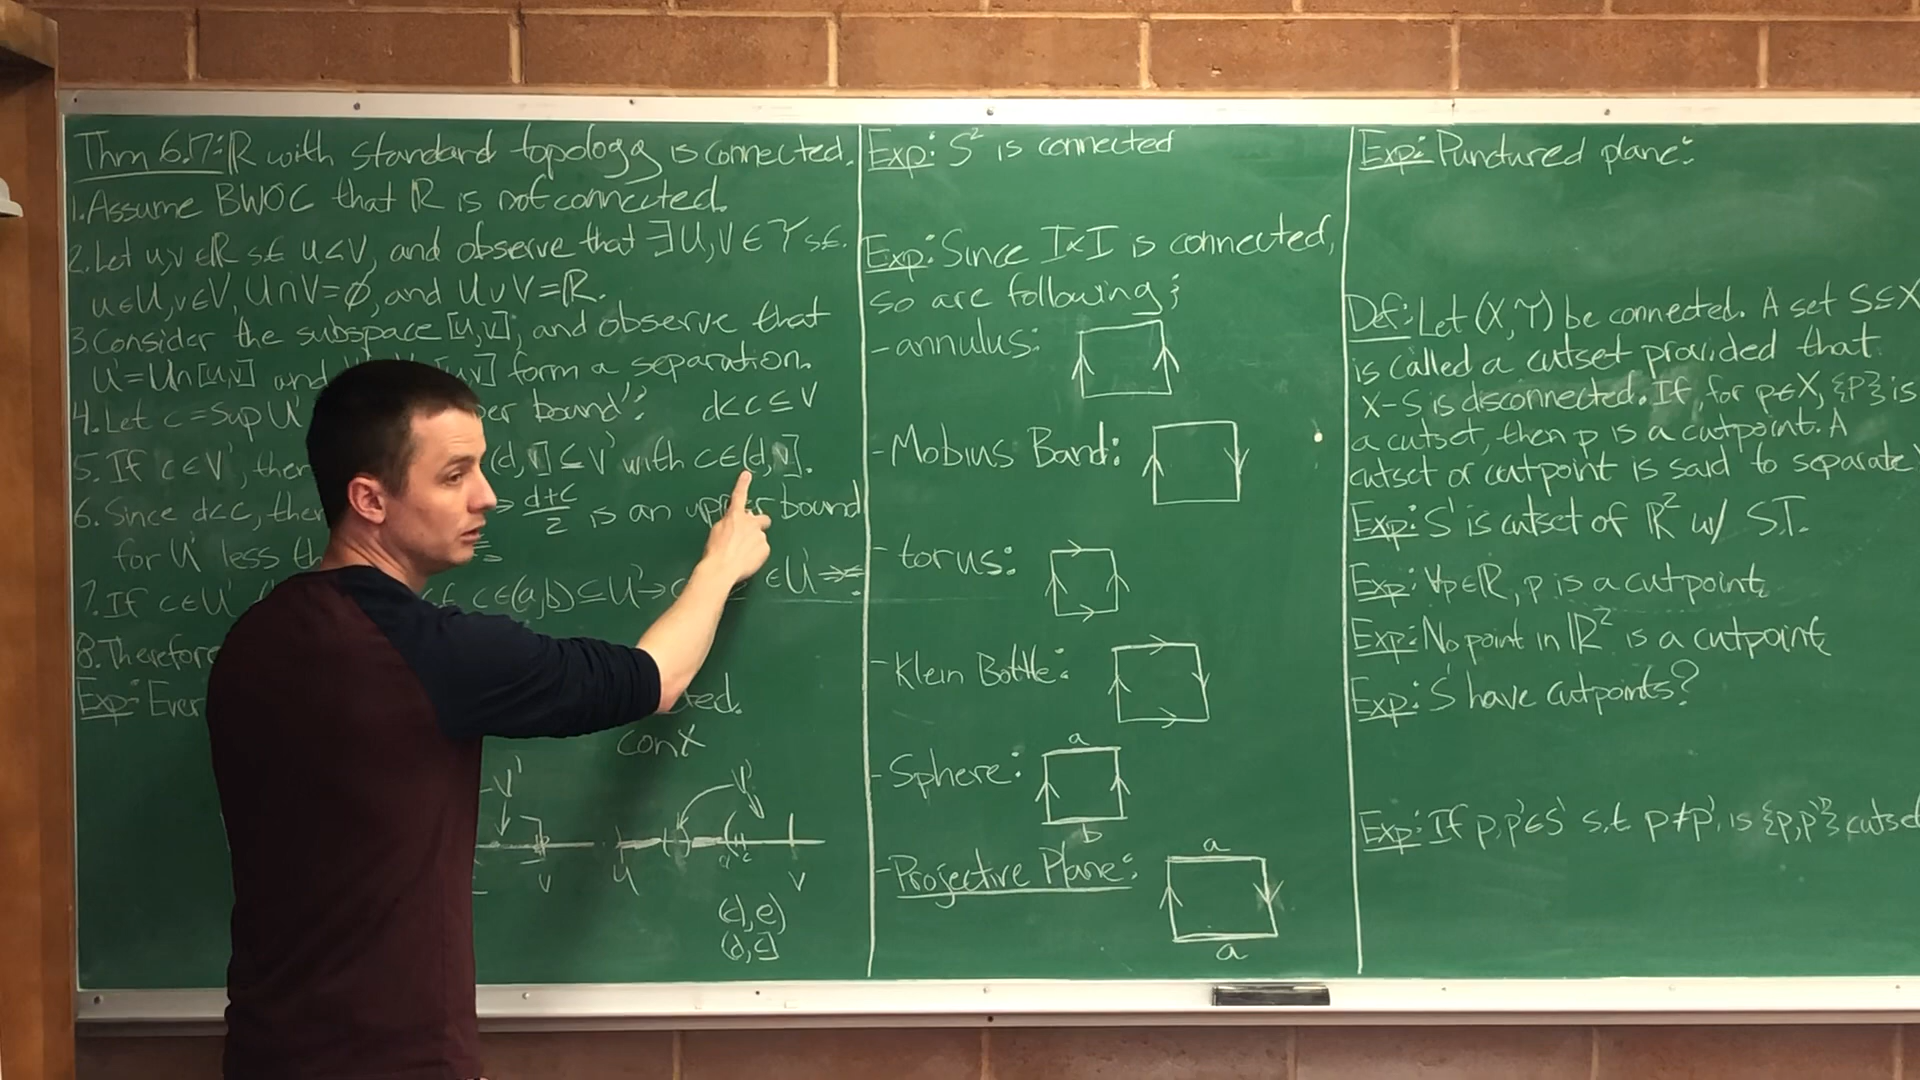 Thm 6.7: ℝ with standard topology is connected.
1. Assume BWOC that ℝ is not connected.
2. Let u,v ∈ ℝ s.t. u<v, and observe that ∃ U,V ∈ 𝒯 s.t.
u∈U, v∈V, U∩V=∅, and U∪V=ℝ.
3. Consider the subspace [u,v], and observe that
U'=U∩[u,v] and [u,v] form a separation.
4. Let c = sup U' per bound": d<c≤v
5. If c∈V', then (d,v]⊆V' with c∈(d,v].
6. Since d<c, d+c/2 is an upper bound
for U' less
7. If c∈U' c∈(a,b)⊆U'→ ∈U'
8. Therefore
Exp: ted.
conX
V'
V'
v
u
d c
v
(d,e)
(d,c]
Exp: S² is connected
Exp: Since I×I is connected,
so are following;
- annulus:
- Mobius Band:
- torus:
- Klein Bottle:
- Sphere:
a
b
- Projective Plane:
a
a
Exp: Punctured plane:
Def: Let (X,𝒯) be connected. A set S⊆X
is called a cutset provided that
X-S is disconnected. If, for p∈X, {p} is
a cutset, then p is a cutpoint. A
cutset or cutpoint is said to separate
Exp: S¹ is cutset of ℝ² w/ S.T.
Exp: ∀p∈ℝ, p is a cutpoint
Exp: No point in ℝ² is a cutpoint
Exp: S¹ have cutpoints?
Exp: If p,p'∈S¹ s.t. p≠p', is {p,p'} cutset